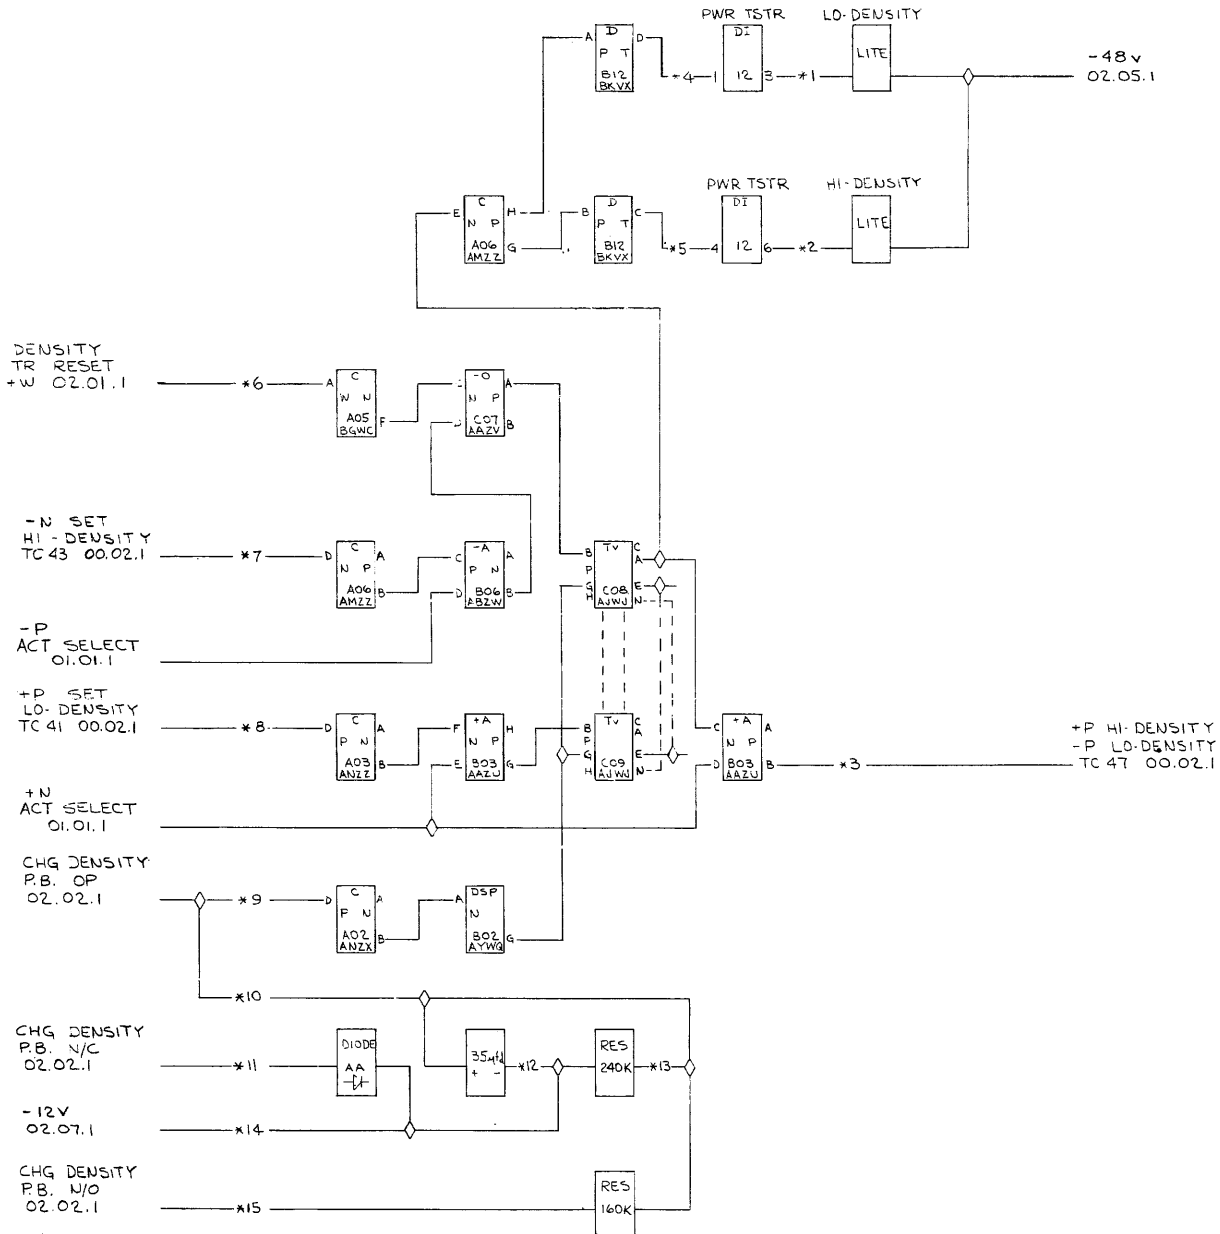 PWR TSTR
LO-DENSITY
A D D
P T
B12
BKVX
*4 1 DI 12 3 *1
LITE
-48v
02.05.1
PWR TSTR
HI-DENSITY
E C H
N P
A06 G
AMZZ
B D C
P T
B12
BKVX
*5 4 DI 12 6 *2
LITE
DENSITY
TR RESET
+W 02.01.1
*6 A C
W N
A05 F
BGWC
-O A
N P
D C07 B
AAZV
-N SET
HI-DENSITY
TC 43 00.02.1
*7 D C A
N P
A06 B
AMZZ
C -A A
P N
D B06 B
ABZW
B TV C
A
P
G E
H C08 N
AJWJ
-P
ACT SELECT
01.01.1
+P SET
LO-DENSITY
TC 41 00.02.1
*8 D C A
P N
A03 B
ANZZ
F +A H
N P
E B03 G
AAZU
B TV C
A
P
G E
H C09 N
AJWJ
C +A A
N P
D B03 B
AAZU
*3
+P HI-DENSITY
-P LO-DENSITY
TC 47 00.02.1
+N
ACT SELECT
01.01.1
CHG DENSITY
P.B. OP
02.02.1
*9 D C A
P N
A02 B
ANZX
A DSP
N
B02 G
AYWQ
*10
CHG DENSITY
P.B. N/C
02.02.1
*11
DIODE
AA
35µfd
+ -
*12
RES
240K
*13
-12V
02.07.1
*14
CHG DENSITY
P.B. N/O
02.02.1
*15
RES
160K